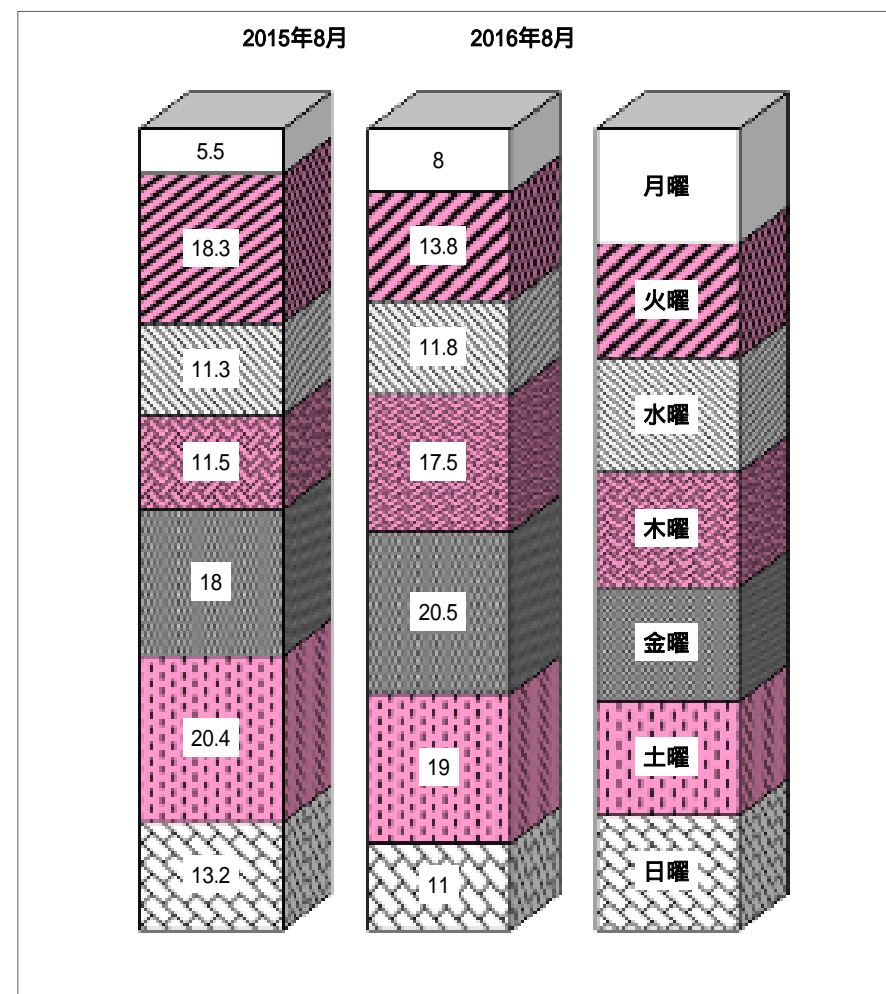 2015年8月 2016年8月
5.5 8 月曜
18.3 13.8 火曜
11.3 11.8 水曜
11.5 17.5 木曜
18 20.5 金曜
20.4 19 土曜
13.2 11 日曜